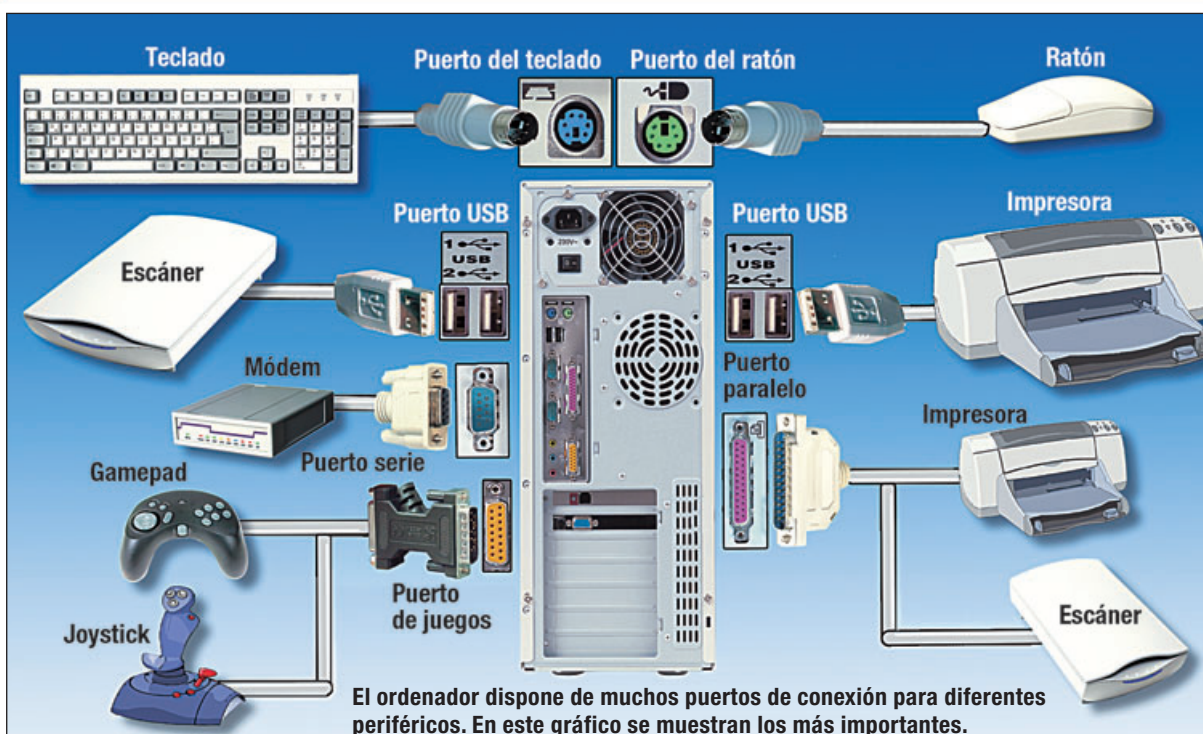 Teclado
Puerto del teclado
Puerto del ratón
Ratón
Puerto USB
Puerto USB
Impresora
Escáner
1
USB
2
230V~
1
USB
2
Módem
Puerto
paralelo
Impresora
Puerto serie
Gamepad
Puerto
de juegos
Joystick
Escáner
El ordenador dispone de muchos puertos de conexión para diferentes
periféricos. En este gráfico se muestran los más importantes.